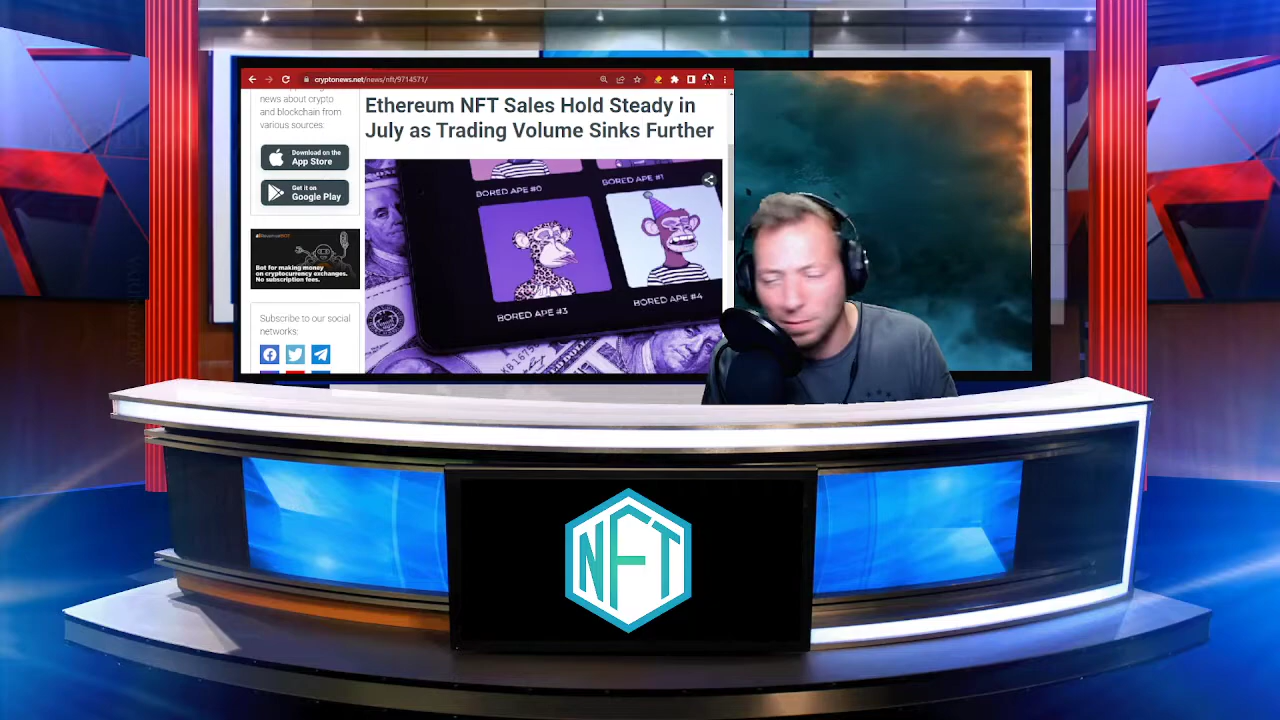 cryptonews.net/news/nft/9714571/
news about crypto
and blockchain from
various sources.
Download on the
App Store
Get it on
Google Play
Bot for making money
on cryptocurrency exchanges.
No subscription fees.
Subscribe to our social
networks:
Ethereum NFT Sales Hold Steady in
July as Trading Volume Sinks Further
BORED APE #0
BORED APE #1
BORED APE #3
BORED APE #4
NFT